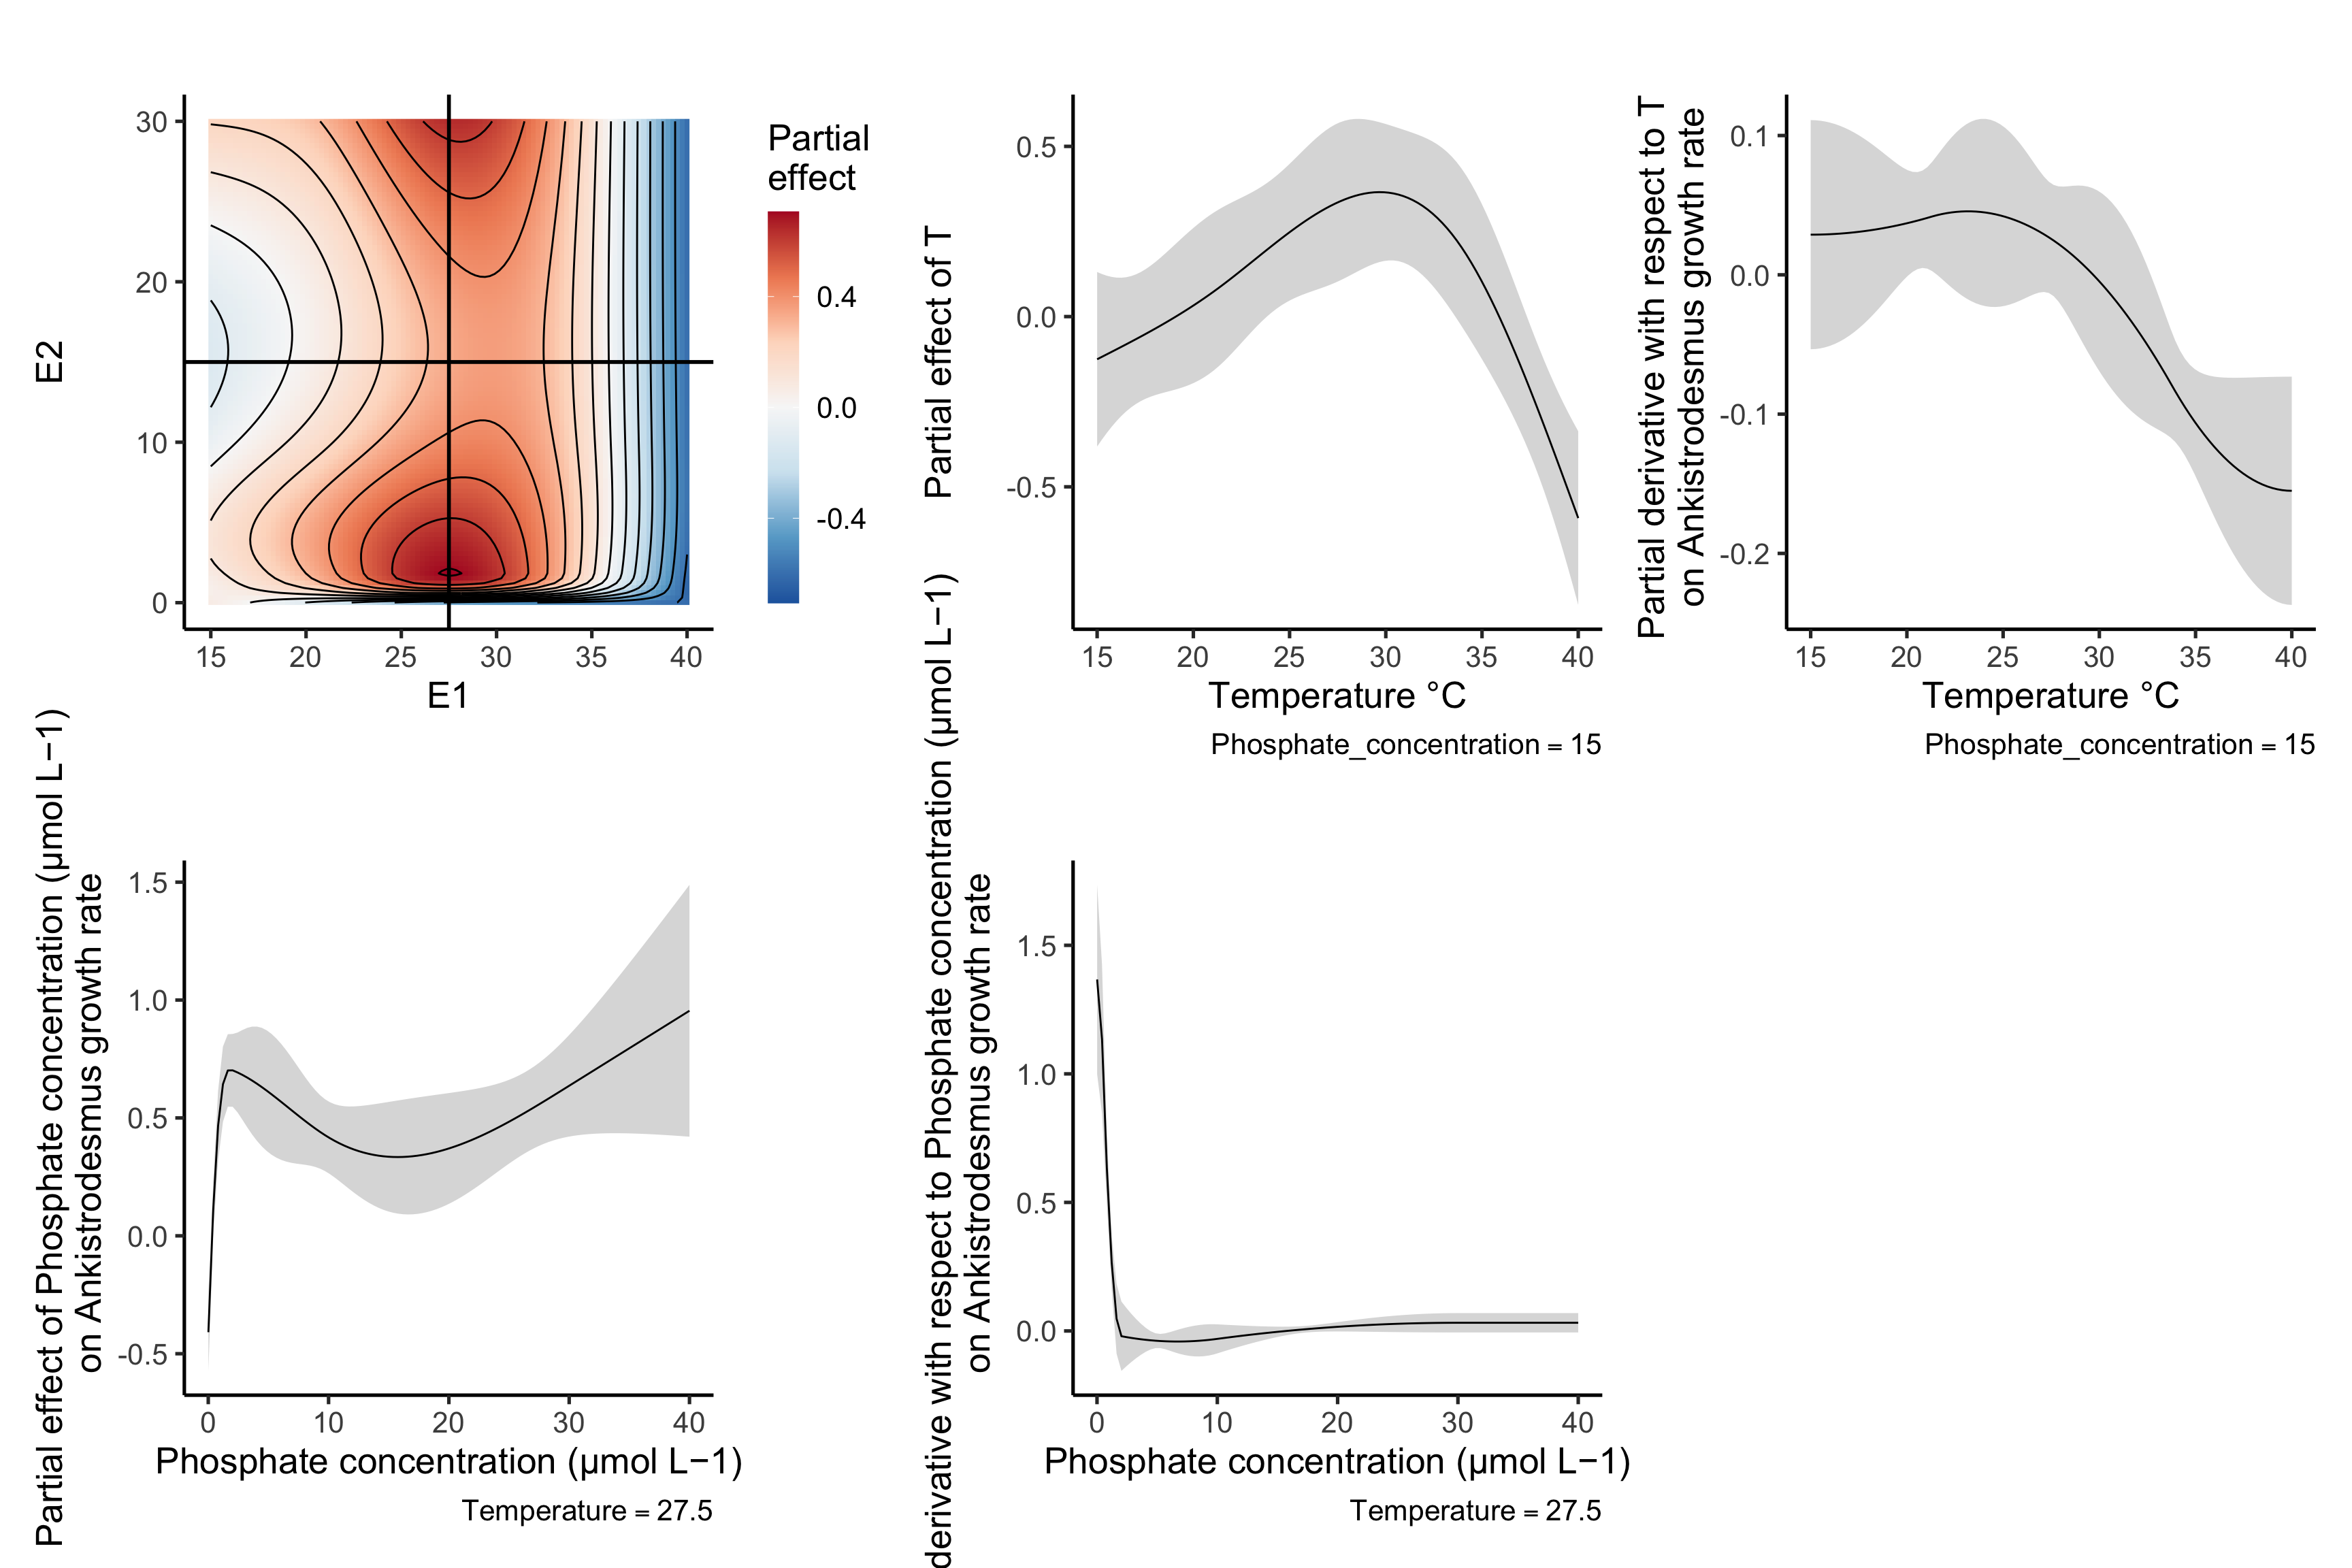 30
20
10
0
E2
15 20 25 30 35 40
E1
Partial
effect
0.4
0.0
-0.4
Partial effect of T
0.5
0.0
-0.5
15 20 25 30 35 40
Temperature °C
Phosphate_concentration = 15
Partial derivative with respect to T
on Ankistrodesmus growth rate
0.1
0.0
-0.1
-0.2
15 20 25 30 35 40
Temperature °C
Phosphate_concentration = 15
Partial effect of Phosphate concentration (µmol L−1)
on Ankistrodesmus growth rate
1.5
1.0
0.5
0.0
-0.5
0 10 20 30 40
Phosphate concentration (µmol L−1)
Temperature = 27.5
derivative with respect to Phosphate concentration (µmol L−1)
on Ankistrodesmus growth rate
1.5
1.0
0.5
0.0
0 10 20 30 40
Phosphate concentration (µmol L−1)
Temperature = 27.5